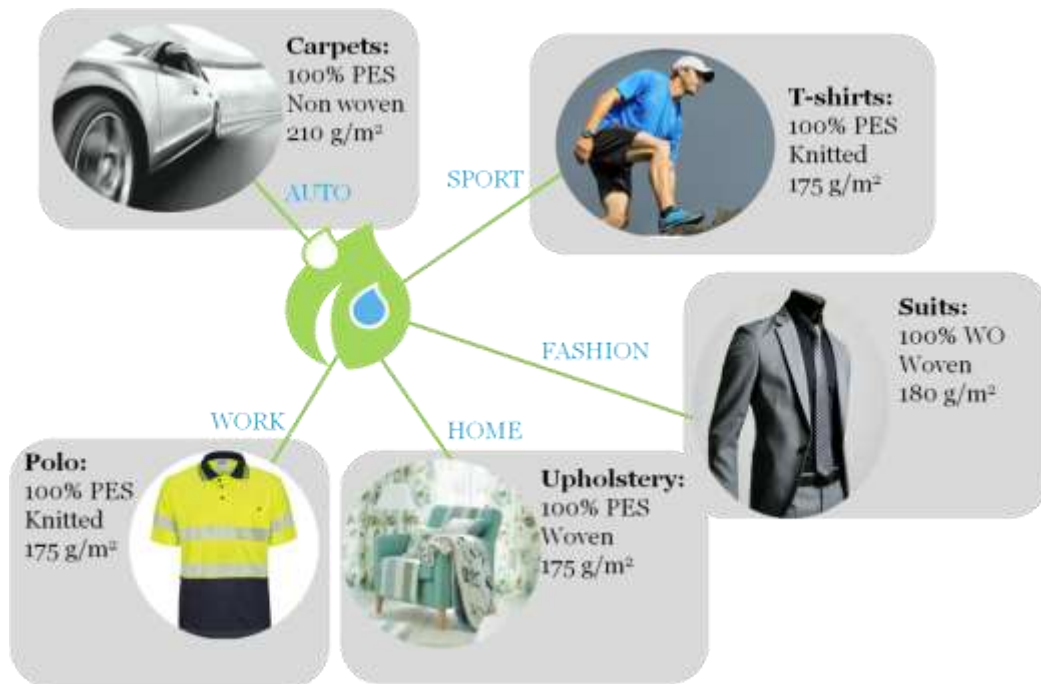 Carpets:
100% PES
Non woven
210 g/m²
AUTO
SPORT
T-shirts:
100% PES
Knitted
175 g/m²
FASHION
Suits:
100% WO
Woven
180 g/m²
WORK
Polo:
100% PES
Knitted
175 g/m²
HOME
Upholstery:
100% PES
Woven
175 g/m²